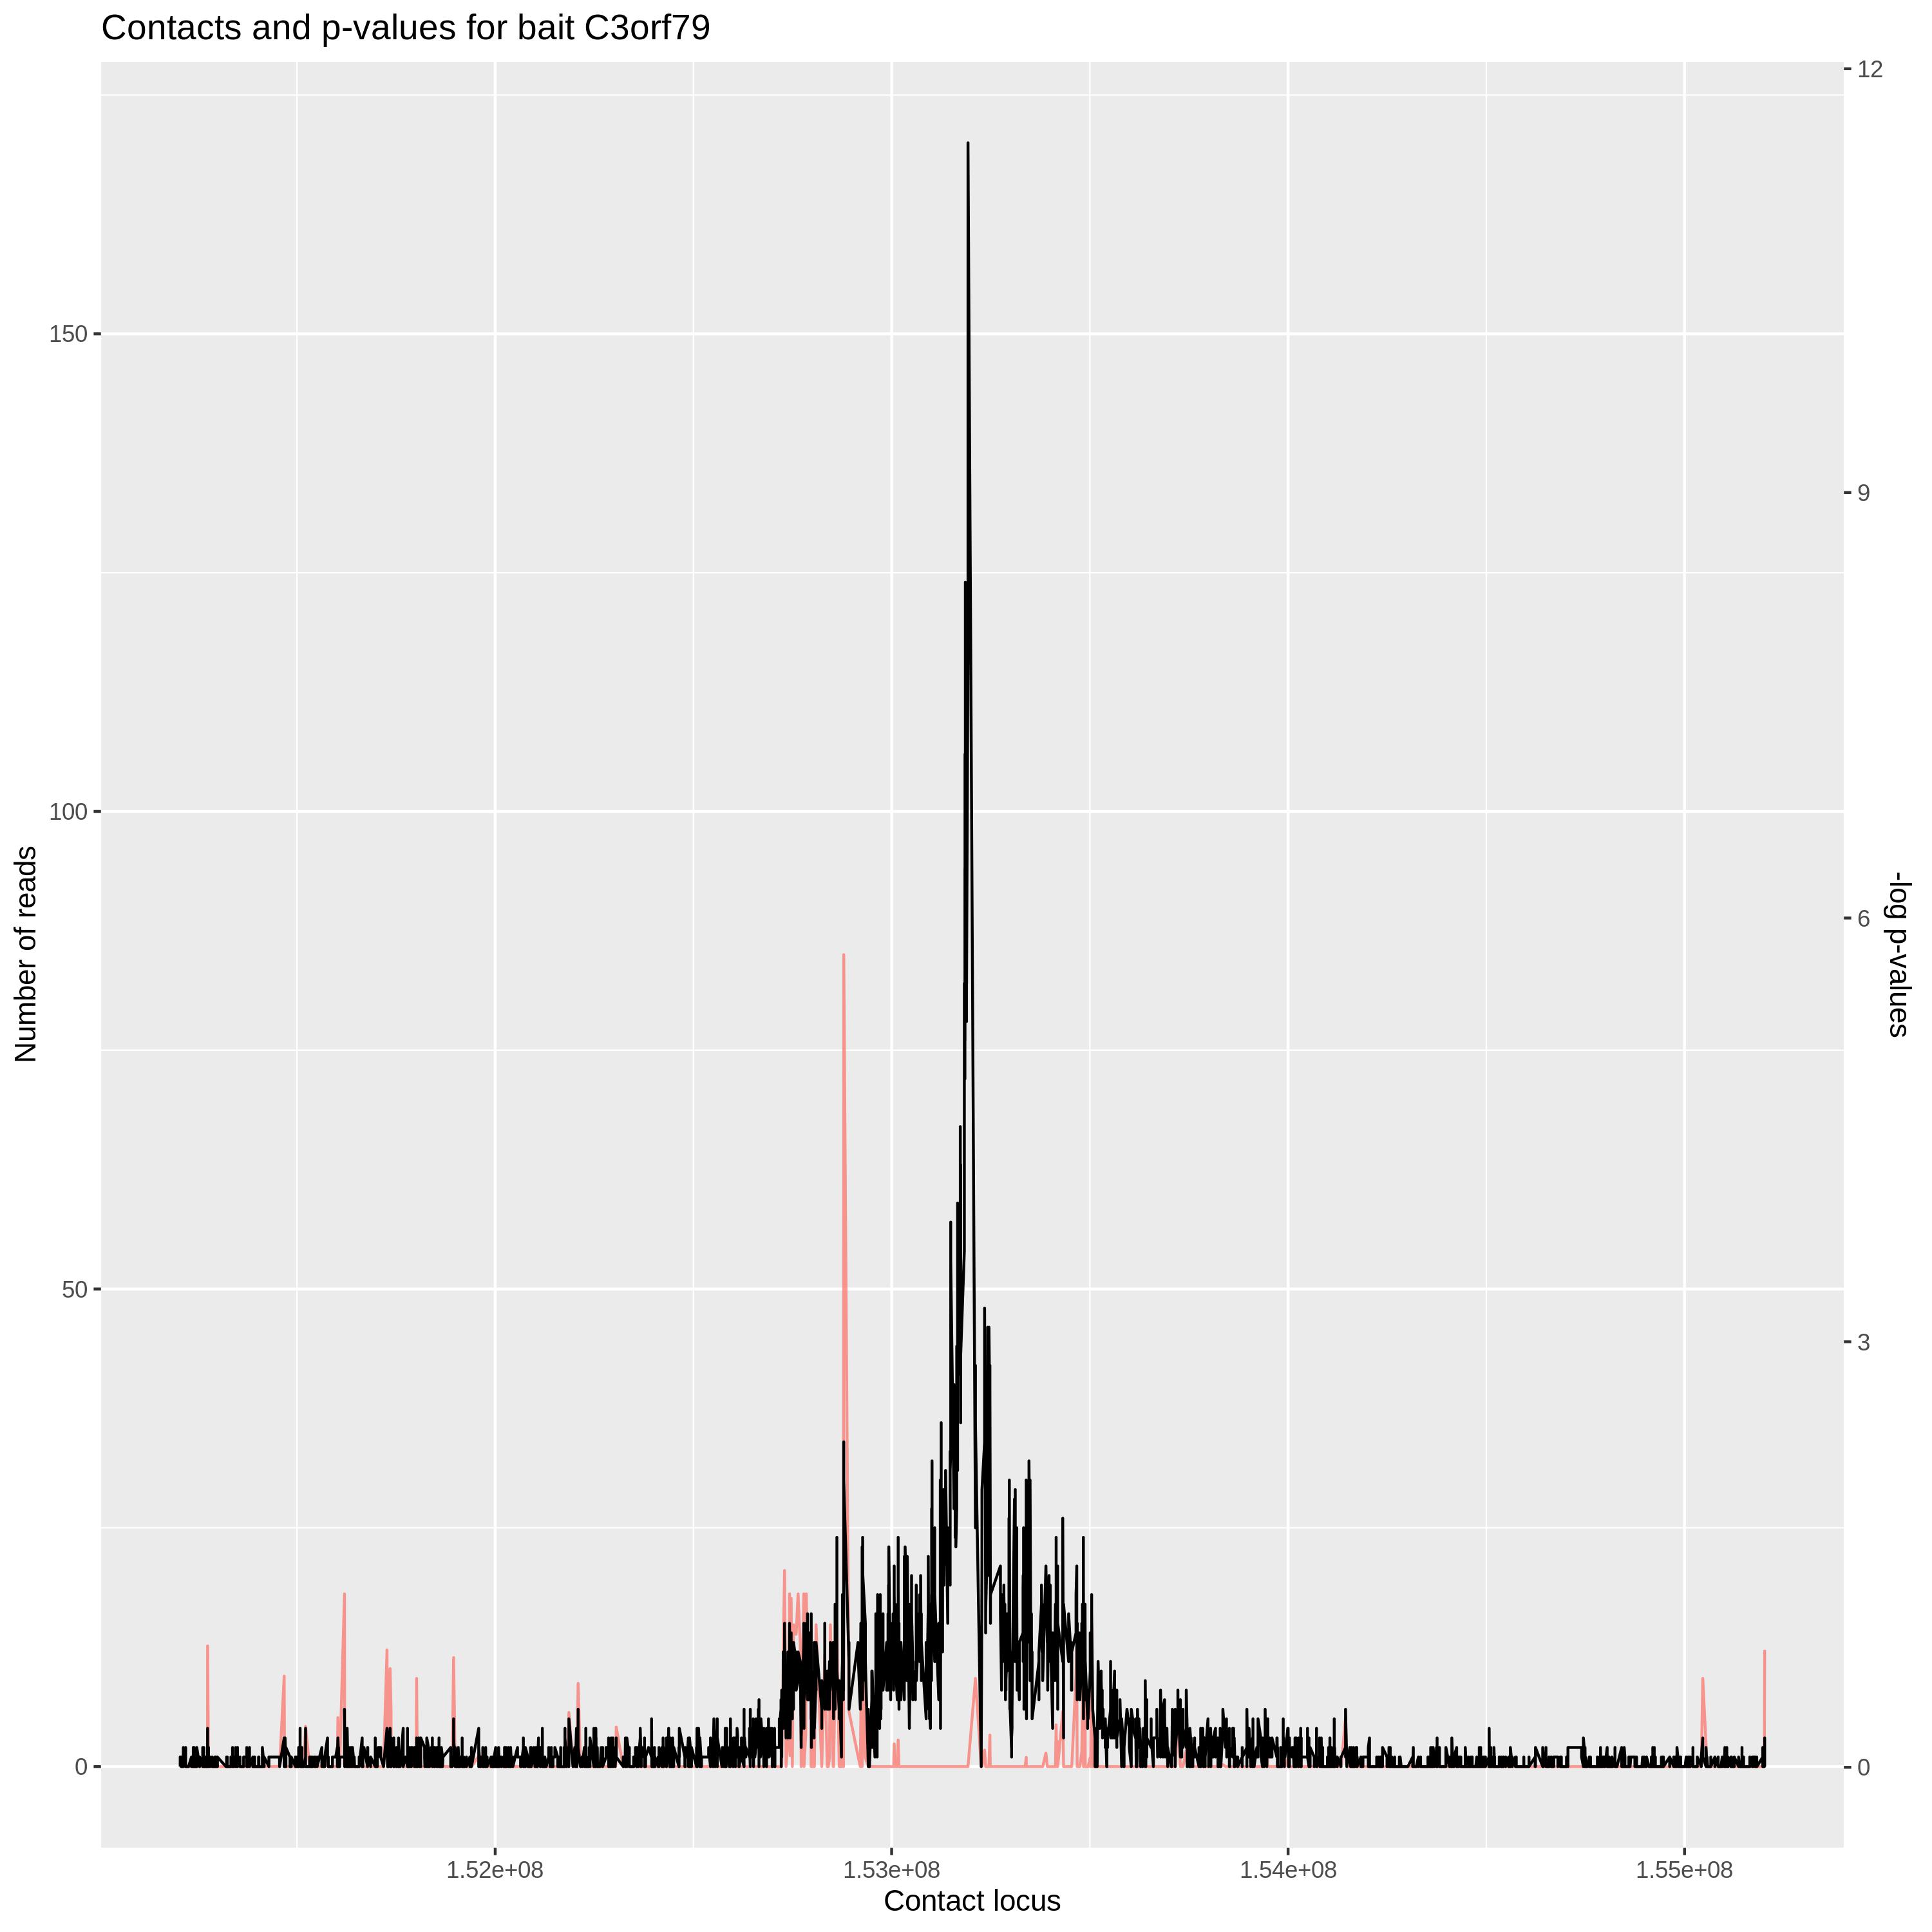 Contacts and p-values for bait C3orf79
12
150
9
100
6
Number of reads
-log p-values
50
3
0
0
1.52e+08
1.53e+08
1.54e+08
1.55e+08
Contact locus